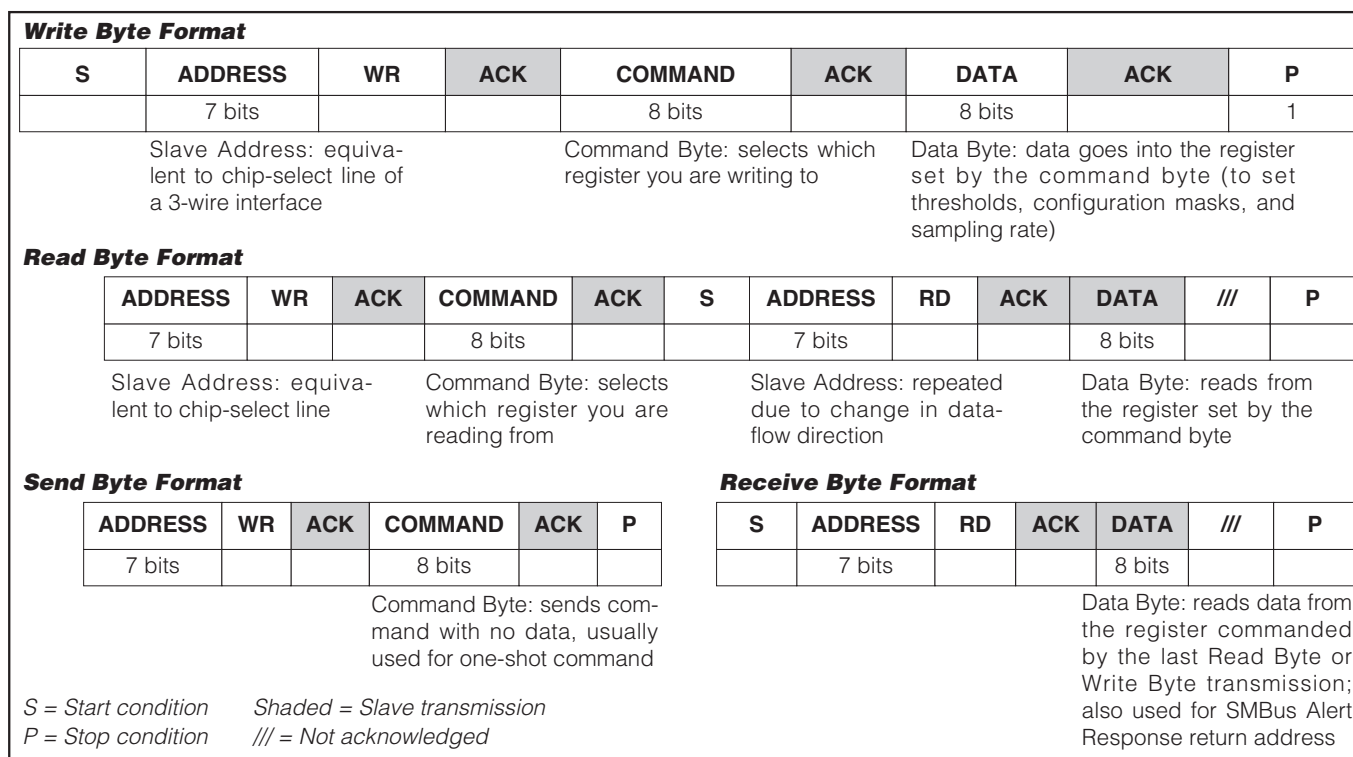 Write Byte Format
S ADDRESS WR ACK COMMAND ACK DATA ACK P
7 bits 8 bits 8 bits 1
Slave Address: equiva-
lent to chip-select line of
a 3-wire interface
Command Byte: selects which
register you are writing to
Data Byte: data goes into the register
set by the command byte (to set
thresholds, configuration masks, and
sampling rate)
Read Byte Format
ADDRESS WR ACK COMMAND ACK S ADDRESS RD ACK DATA /// P
7 bits 8 bits 7 bits 8 bits
Slave Address: equiva-
lent to chip-select line
Command Byte: selects
which register you are
reading from
Slave Address: repeated
due to change in data-
flow direction
Data Byte: reads from
the register set by the
command byte
Send Byte Format
ADDRESS WR ACK COMMAND ACK P
7 bits 8 bits
Command Byte: sends com-
mand with no data, usually
used for one-shot command
Receive Byte Format
S ADDRESS RD ACK DATA /// P
7 bits 8 bits
Data Byte: reads data from
the register commanded
by the last Read Byte or
Write Byte transmission;
also used for SMBus Alert
Response return address
S = Start condition Shaded = Slave transmission
P = Stop condition /// = Not acknowledged